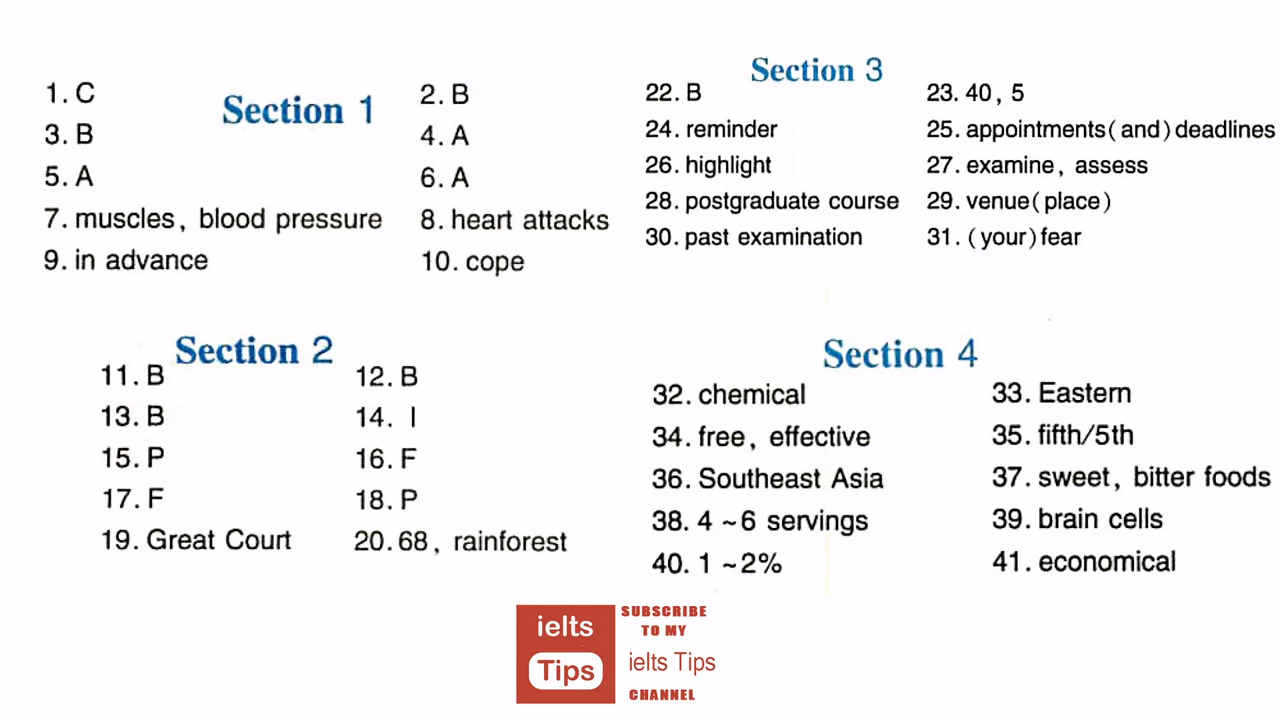 Section 1
1. C 2. B
3. B 4. A
5. A 6. A
7. muscles, blood pressure 8. heart attacks
9. in advance 10. cope
Section 2
11. B 12. B
13. B 14. I
15. P 16. F
17. F 18. P
19. Great Court 20. 68, rainforest
Section 3
22. B 23. 40, 5
24. reminder 25. appointments(and)deadlines
26. highlight 27. examine, assess
28. postgraduate course 29. venue(place)
30. past examination 31. (your)fear
Section 4
32. chemical 33. Eastern
34. free, effective 35. fifth/5th
36. Southeast Asia 37. sweet, bitter foods
38. 4 ~6 servings 39. brain cells
40. 1 ~2% 41. economical
ielts
Tips
SUBSCRIBE
TO MY
ielts Tips
CHANNEL